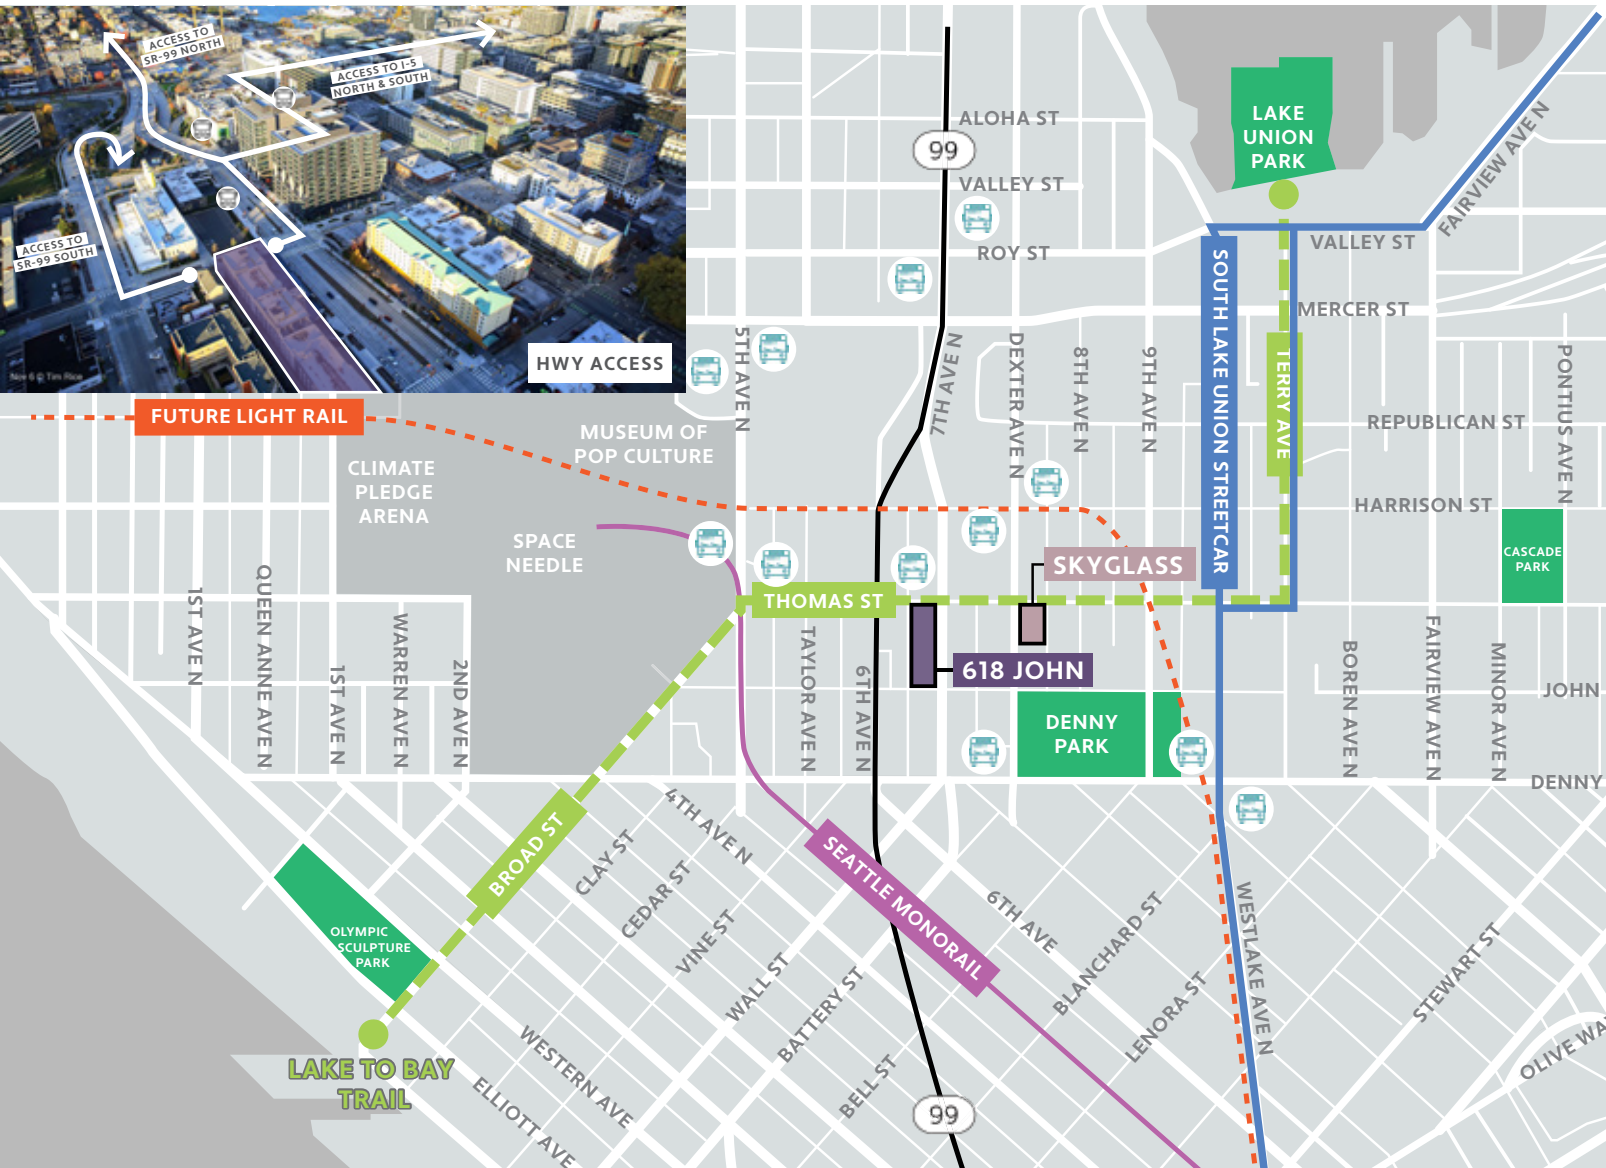 ACCESS TO
SR-99 NORTH
ACCESS TO I-5
NORTH & SOUTH
ACCESS TO
SR-99 SOUTH
Nov 6 © Tim Rice
HWY ACCESS
LAKE
UNION
PARK
ALOHA ST
99
VALLEY ST
ROY ST
FAIRVIEW AVE N
VALLEY ST
MERCER ST
5TH AVE N
7TH AVE N
DEXTER AVE N
8TH AVE N
9TH AVE N
SOUTH LAKE UNION STREETCAR
TERRY AVE
PONTIUS AVE N
REPUBLICAN ST
HARRISON ST
FUTURE LIGHT RAIL
MUSEUM OF
POP CULTURE
CLIMATE
PLEDGE
ARENA
SPACE
NEEDLE
CASCADE
PARK
SKYGLASS
THOMAS ST
618 JOHN
1ST AVE N
QUEEN ANNE AVE N
1ST AVE N
WARREN AVE N
2ND AVE N
TAYLOR AVE N
6TH AVE N
BOREN AVE N
FAIRVIEW AVE N
MINOR AVE N
JOHN
DENNY
PARK
DENNY
BROAD ST
4TH AVE N
CLAY ST
CEDAR ST
VINE ST
WALL ST
BATTERY ST
BELL ST
SEATTLE MONORAIL
6TH AVE
BLANCHARD ST
LENORA ST
WESTLAKE AVE N
STEWART ST
OLIVE WA
OLYMPIC
SCULPTURE
PARK
LAKE TO BAY
TRAIL
WESTERN AVE
ELLIOTT AVE
99